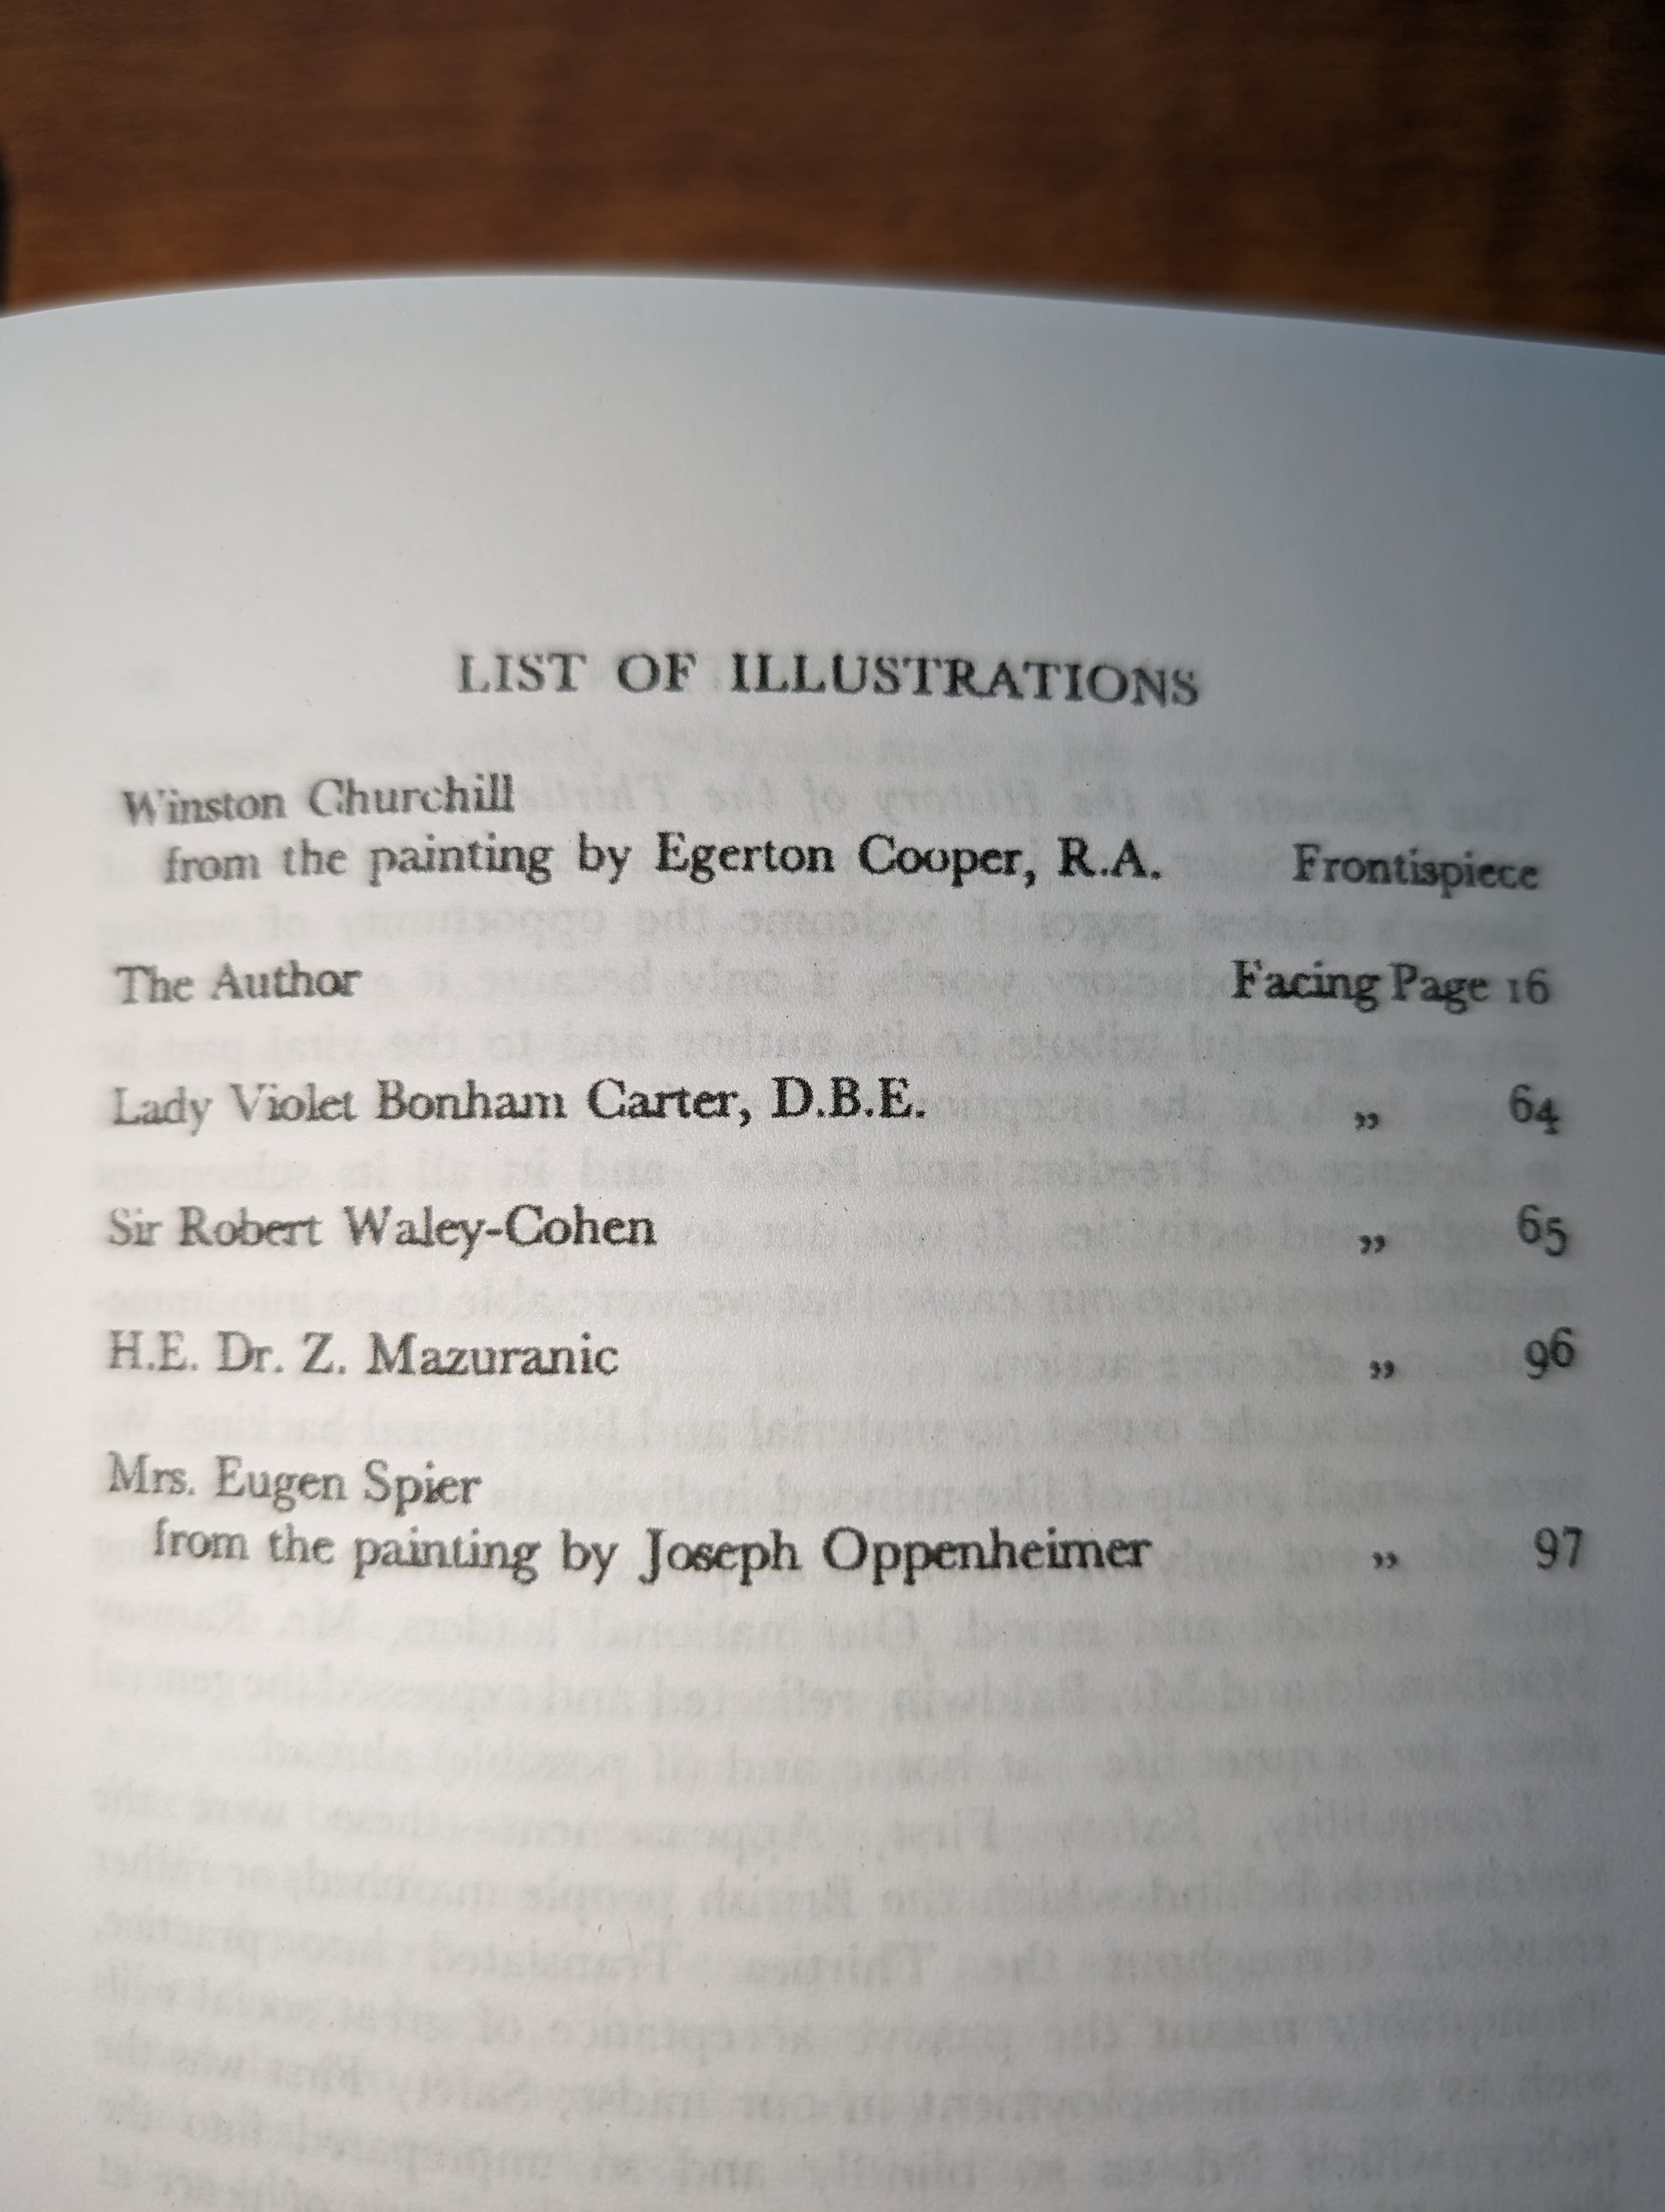 LIST OF ILLUSTRATIONS
Winston Churchill
from the painting by Egerton Cooper, R.A. Frontispiece
The Author Facing Page 16
Lady Violet Bonham Carter, D.B.E. ,, 64
Sir Robert Waley-Cohen ,, 65
H.E. Dr. Z. Mazuranic ,, 96
Mrs. Eugen Spier
from the painting by Joseph Oppenheimer ,, 97